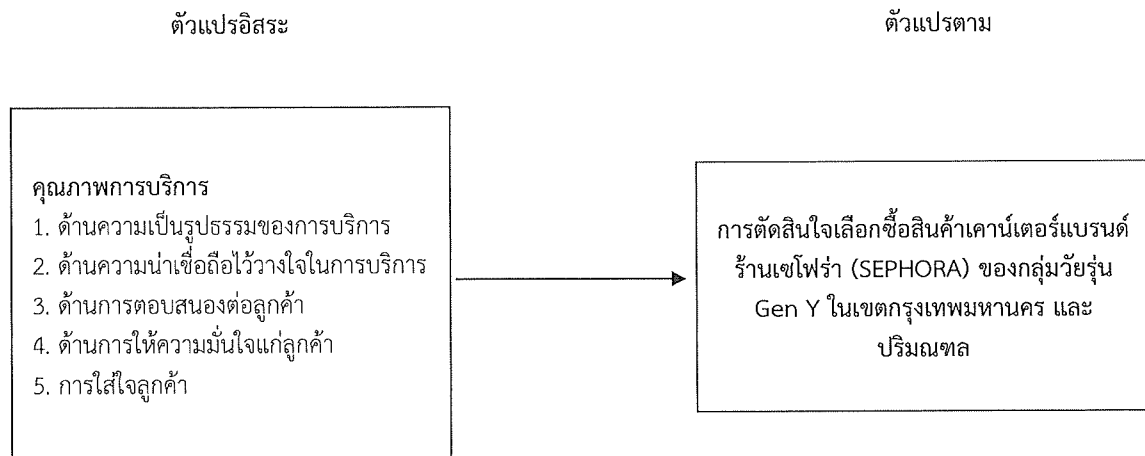 ตัวแปรอิสระ
ตัวแปรตาม
คุณภาพการบริการ
1. ด้านความเป็นรูปธรรมของการบริการ
2. ด้านความน่าเชื่อถือไว้วางใจในการบริการ
3. ด้านการตอบสนองต่อลูกค้า
4. ด้านการให้ความมั่นใจแก่ลูกค้า
5. การใส่ใจลูกค้า
การตัดสินใจเลือกซื้อสินค้าเคาน์เตอร์แบรนด์
ร้านเซโฟร่า (SEPHORA) ของกลุ่มวัยรุ่น
Gen Y ในเขตกรุงเทพมหานคร และ
ปริมณฑล